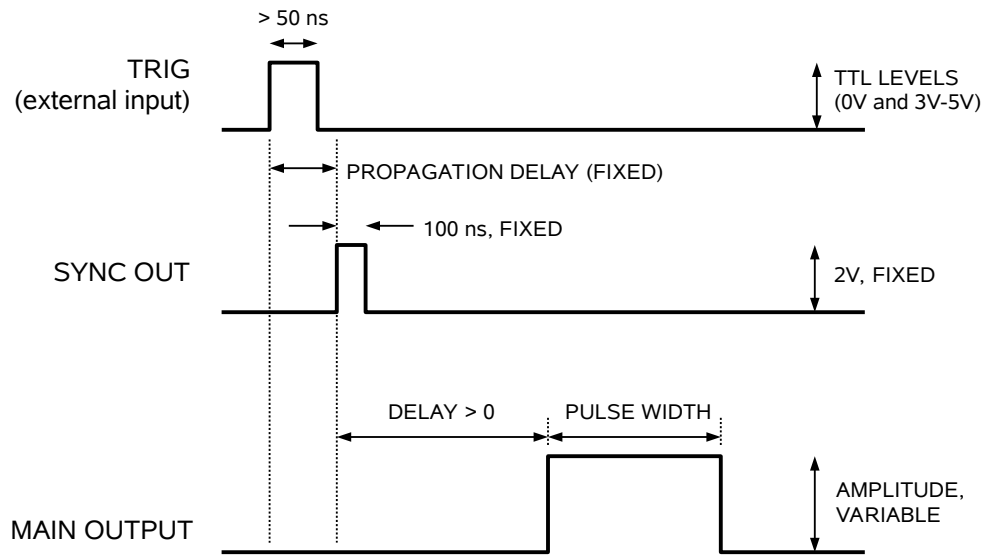 > 50 ns
TRIG
(external input)
TTL LEVELS
(0V and 3V-5V)
PROPAGATION DELAY (FIXED)
100 ns, FIXED
SYNC OUT
2V, FIXED
DELAY > 0
PULSE WIDTH
AMPLITUDE,
VARIABLE
MAIN OUTPUT